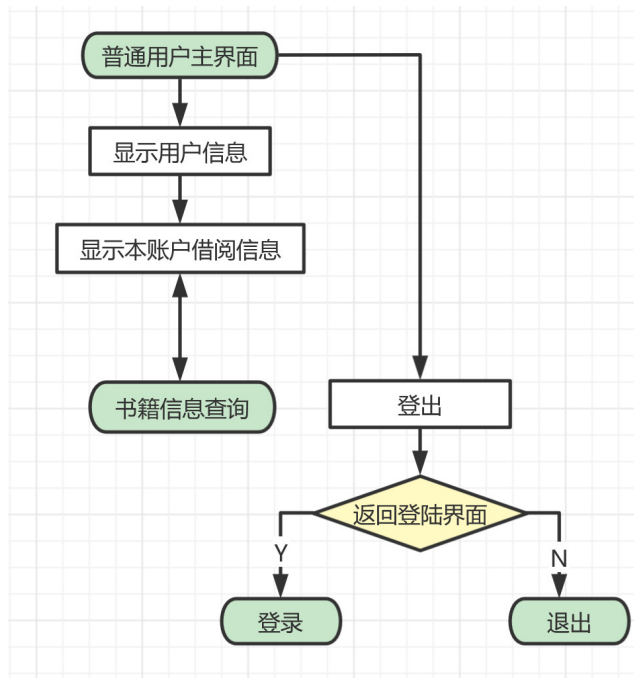 普通用户主界面
显示用户信息
显示本账户借阅信息
书籍信息查询
登出
返回登陆界面
Y
N
登录
退出